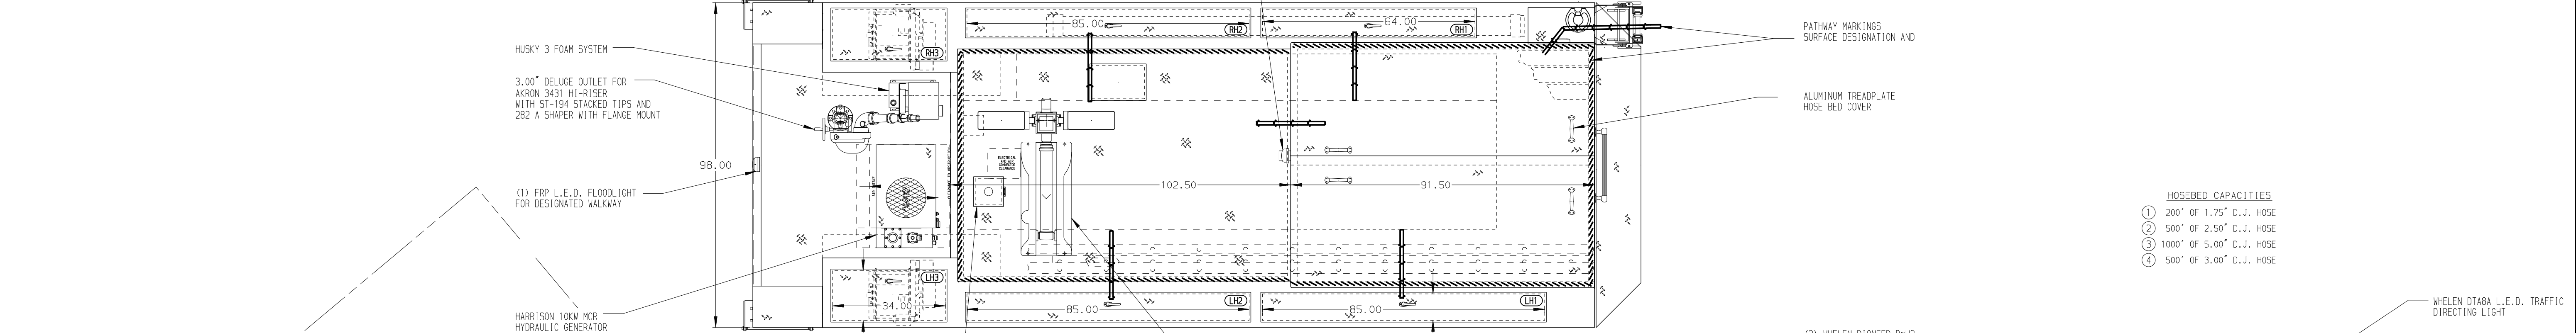 HUSKY 3 FOAM SYSTEM
3.00" DELUGE OUTLET FOR
AKRON 3431 HI-RISER
WITH ST-194 STACKED TIPS AND
282 A SHAPER WITH FLANGE MOUNT
(1) FRP L.E.D. FLOODLIGHT
FOR DESIGNATED WALKWAY
HARRISON 10KW MCR
HYDRAULIC GENERATOR
98.00
RH3
85.00
RH2
64.00
RH1
ELECTRICAL
AND AIR
CONNECTOR
CLEARANCE
102.50
91.50
LH3
34.00
85.00
LH2
85.00
LH1
PATHWAY MARKINGS
SURFACE DESIGNATION AND
ALUMINUM TREADPLATE
HOSE BED COVER
HOSEBED CAPACITIES
1 200' OF 1.75" D.J. HOSE
2 500' OF 2.50" D.J. HOSE
3 1000' OF 5.00" D.J. HOSE
4 500' OF 3.00" D.J. HOSE
WHELEN DTA8A L.E.D. TRAFFIC
DIRECTING LIGHT